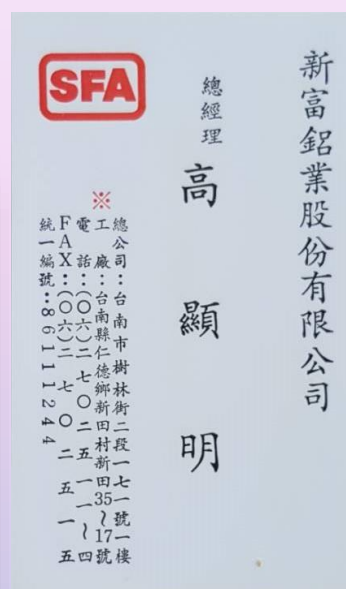 新富鋁業股份有限公司
總經理 高顯明
SFA
總公司：台南市樹林街二段一七一號一樓
※工廠：台南縣仁德鄉新田村新田35～17號
電話：(〇六)二七〇二五一一～四
FAX：(〇六)二七〇二五一五
統一編號：86111244